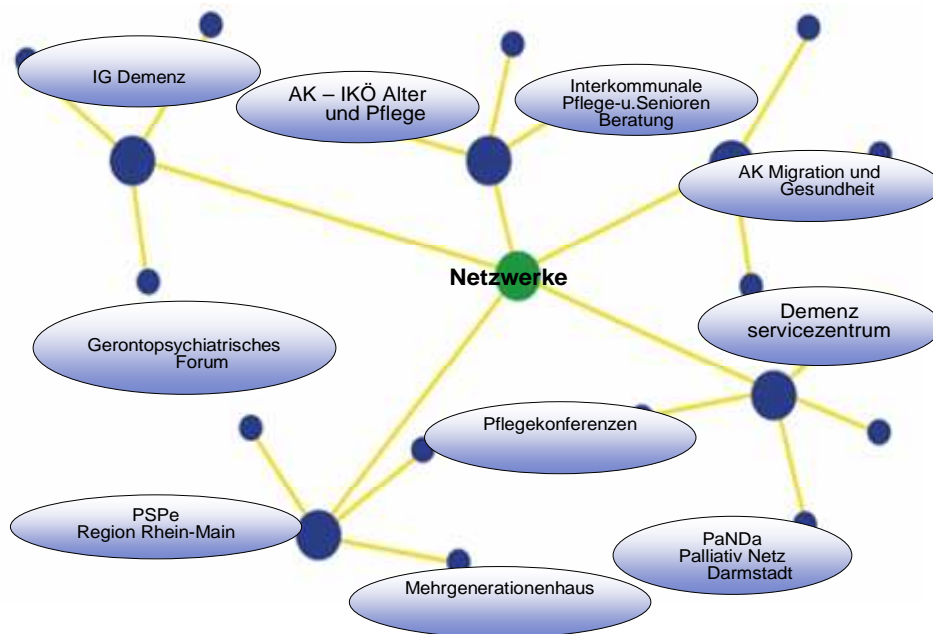 IG Demenz
AK – IKÖ Alter
und Pflege
Interkommunale
Pflege-u.Senioren
Beratung
AK Migration und
Gesundheit
Netzwerke
Gerontopsychiatrisches
Forum
Demenz
servicezentrum
Pflegekonferenzen
PSPe
Region Rhein-Main
PaNDa
Palliativ Netz
Darmstadt
Mehrgenerationenhaus